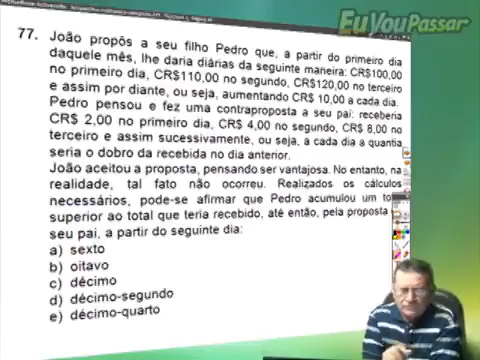 EuVouPassar
77. João propôs a seu filho Pedro que, a partir do primeiro dia
daquele mês, lhe daria diárias da seguinte maneira: CR$100,00
no primeiro dia, CR$110,00 no segundo, CR$120,00 no terceiro
e assim por diante, ou seja, aumentando CR$ 10,00 a cada dia.
Pedro pensou e fez uma contraproposta a seu pai: receberia
CR$ 2,00 no primeiro dia, CR$ 4,00 no segundo, CR$ 8,00 no
terceiro e assim sucessivamente, ou seja, a cada dia a quantia
seria o dobro da recebida no dia anterior.
João aceitou a proposta, pensando ser vantajosa. No entanto, na
realidade, tal fato não ocorreu. Realizados os cálculos
necessários, pode-se afirmar que Pedro acumulou um
superior ao total que teria recebido, até então, pela proposta
seu pai, a partir do seguinte dia:
a) sexto
b) oitavo
c) décimo
d) décimo-segundo
e) décimo-quarto